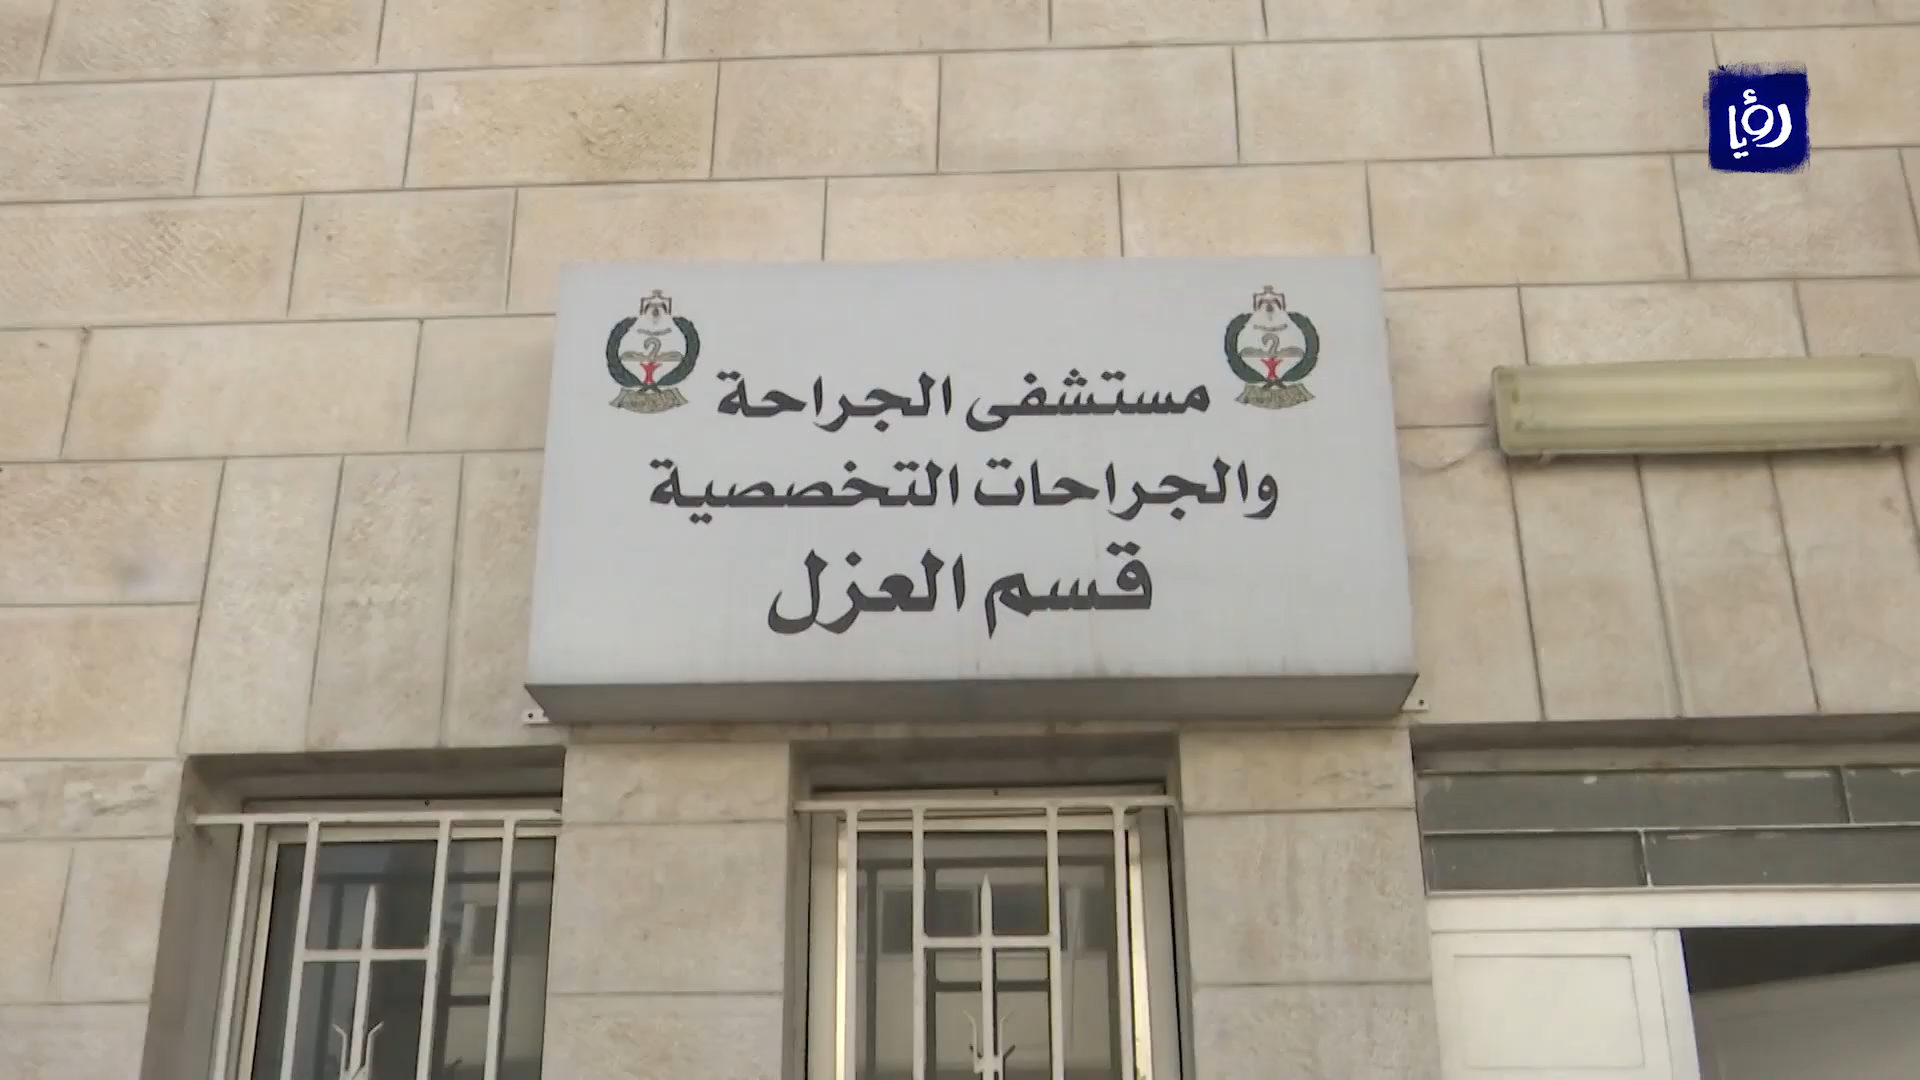 رؤيا
مستشفى الجراحة
والجراحات التخصصية
قسم العزل